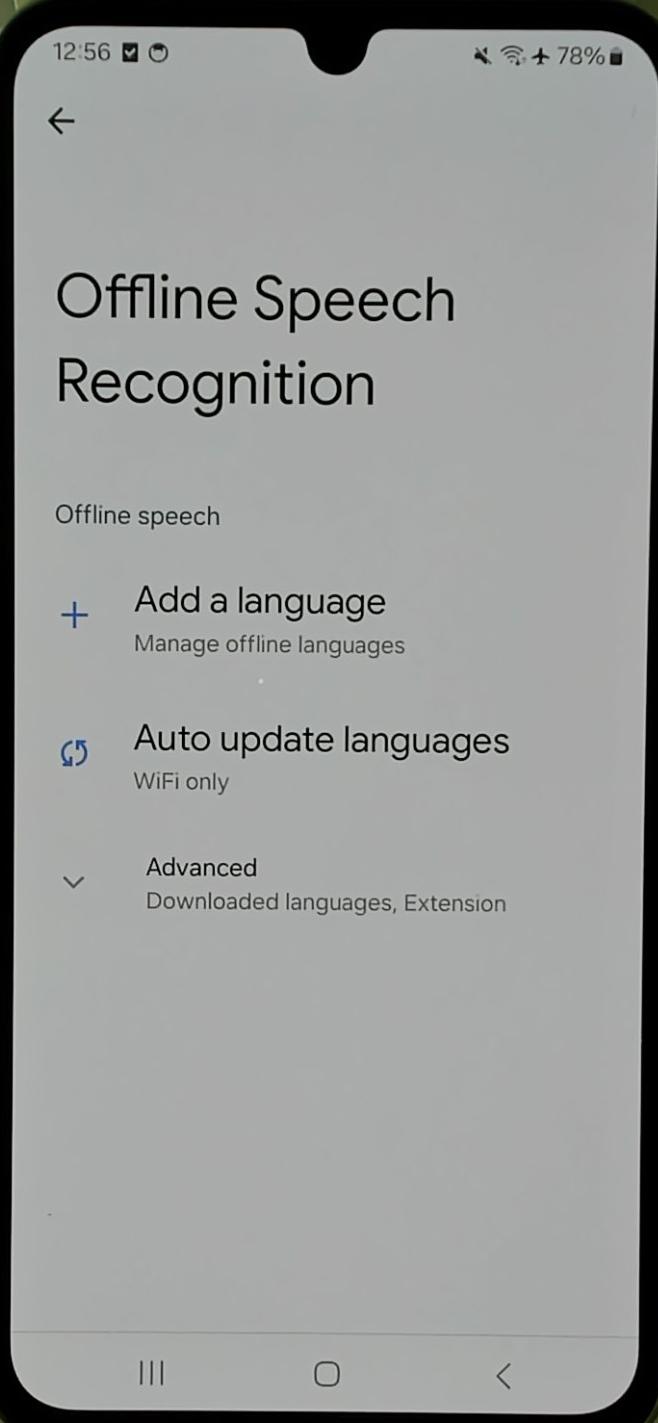 12:56
78%
Offline Speech
Recognition
Offline speech
Add a language
Manage offline languages
Auto update languages
WiFi only
Advanced
Downloaded languages, Extension